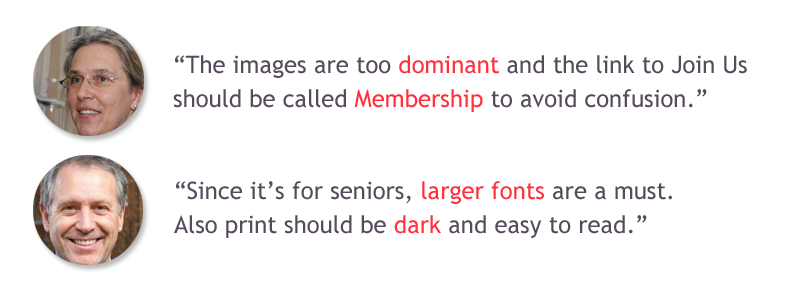 “The images are too dominant and the link to Join Us
should be called Membership to avoid confusion.”
“Since it’s for seniors, larger fonts are a must.
Also print should be dark and easy to read.”